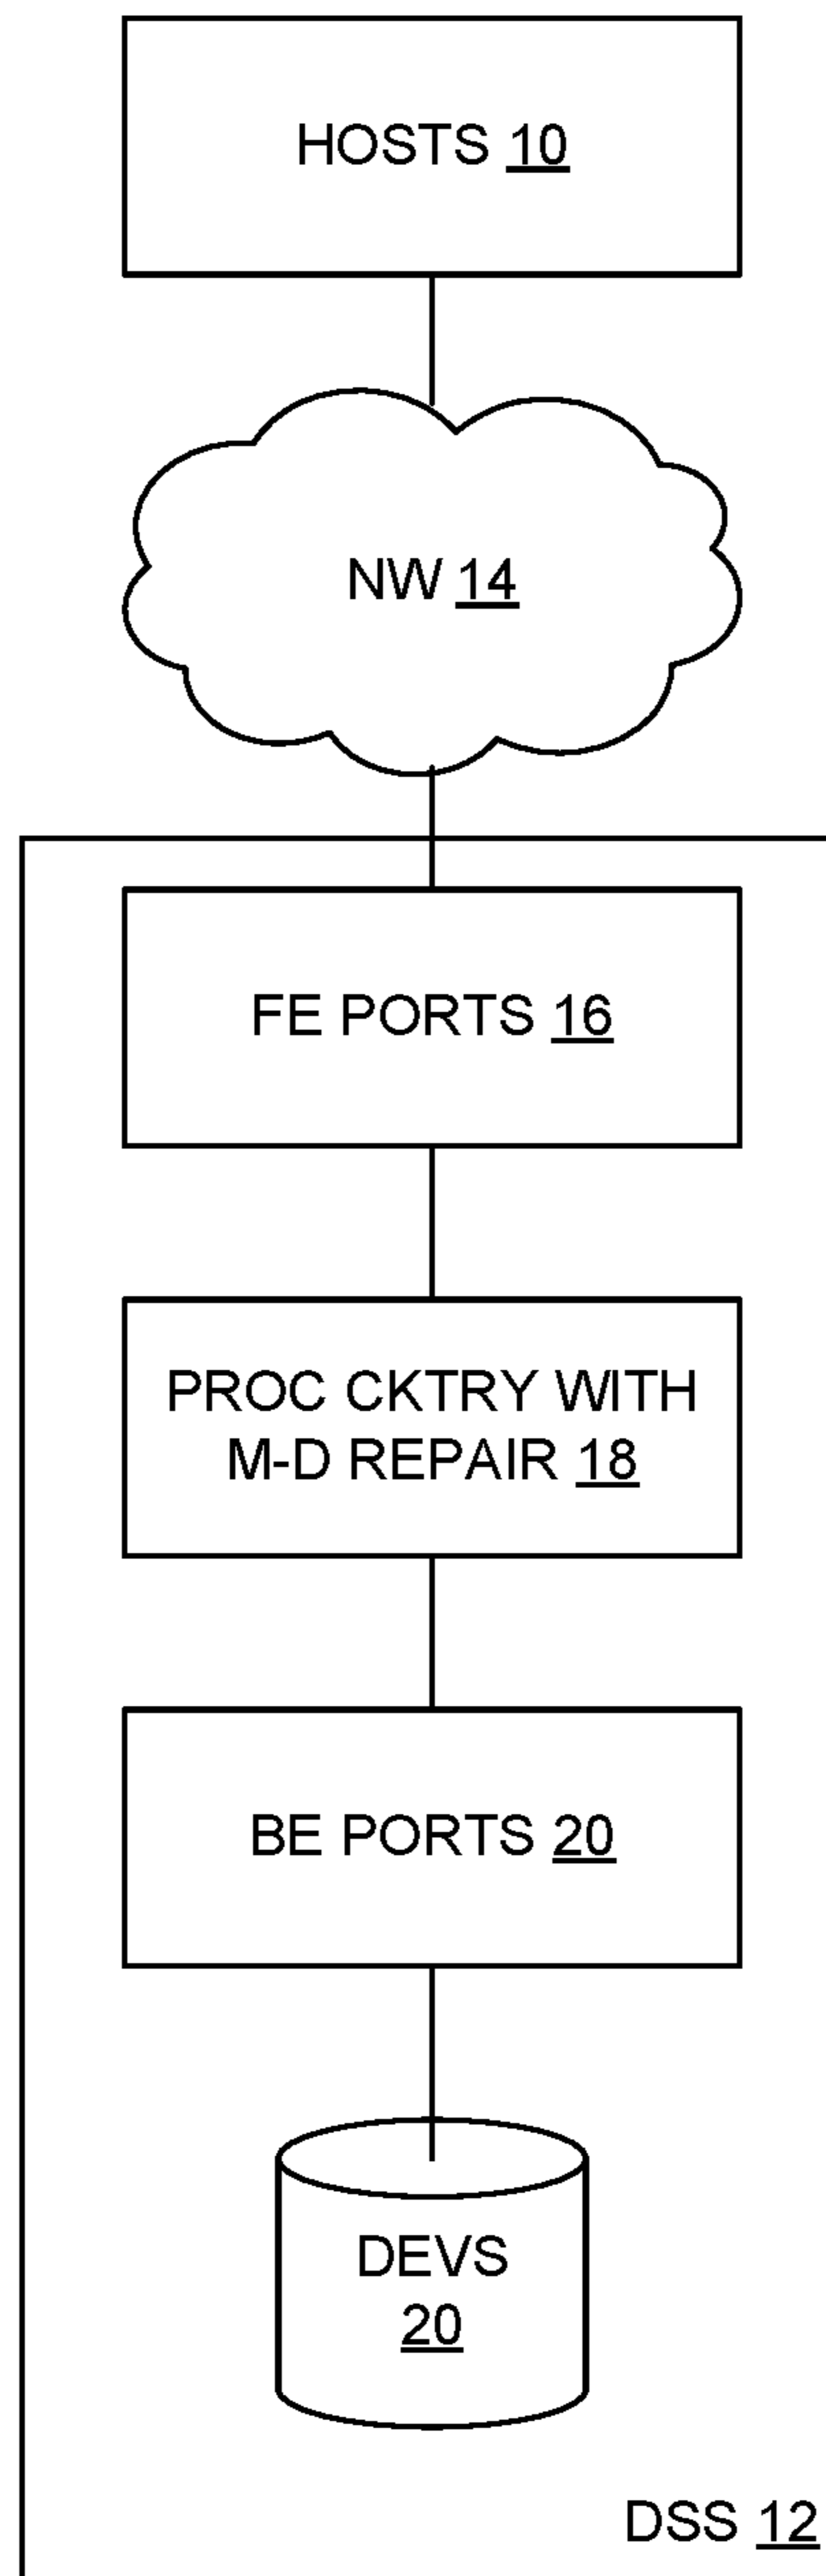 HOSTS 10
NW 14
FE PORTS 16
PROC CKTRY WITH
M-D REPAIR 18
BE PORTS 20
DEVS
20
DSS 12